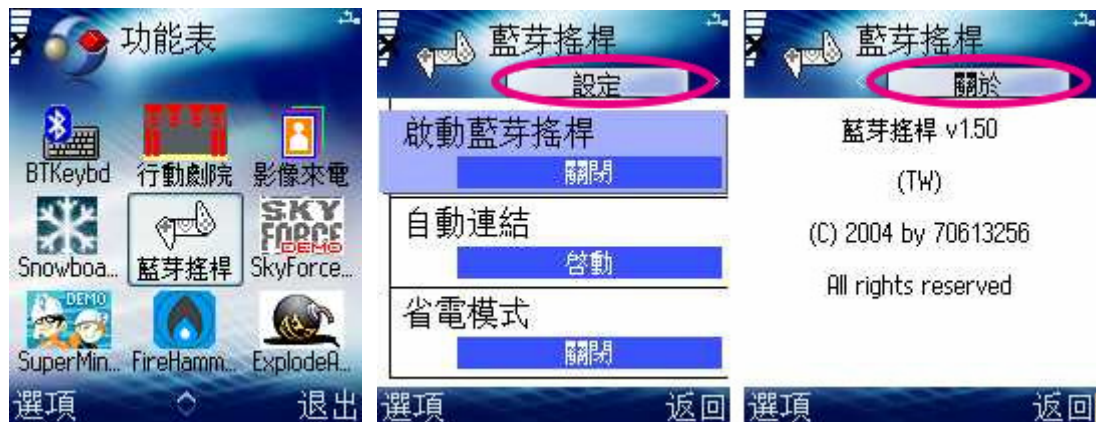 功能表
BTKeybd 行動劇院 影像來電
SKY
FORCE
DEMO
Snowboa... 藍芽搖桿 SkyForce...
DEMO
SuperMin... FireHamm... ExplodeA...
選項 退出
藍芽搖桿
設定
啟動藍芽搖桿
關閉
自動連結
啓動
省電模式
關閉
選項 返回
藍芽搖桿
關於
藍芽搖桿 v1.50
(TW)
(C) 2004 by 70613256
All rights reserved
選項 返回